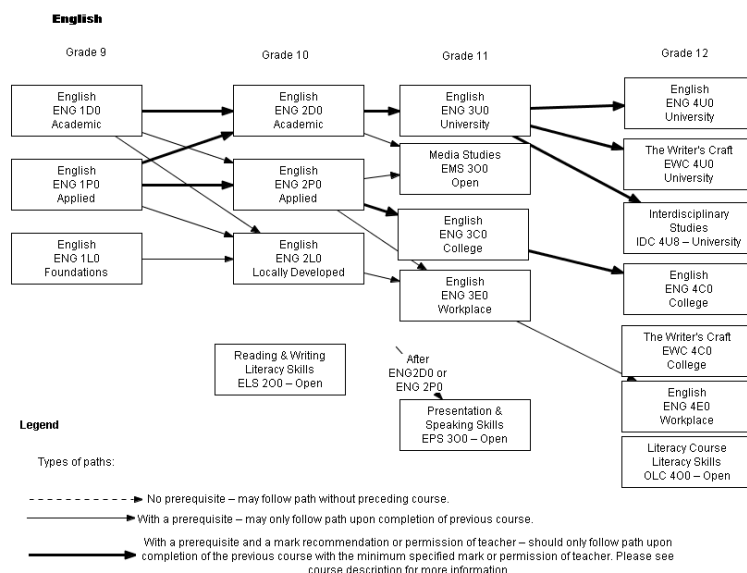 English
Grade 9
Grade 10
Grade 11
Grade 12
English
ENG 1D0
Academic
English
ENG 2D0
Academic
English
ENG 3U0
University
English
ENG 4U0
University
English
ENG 1P0
Applied
English
ENG 2P0
Applied
Media Studies
EMS 3O0
Open
The Writer's Craft
EWC 4U0
University
English
ENG 1L0
Foundations
English
ENG 2L0
Locally Developed
English
ENG 3C0
College
Interdisciplinary
Studies
IDC 4U8 – University
English
ENG 3E0
Workplace
English
ENG 4C0
College
Reading & Writing
Literacy Skills
ELS 2O0 – Open
After
ENG2D0 or
ENG 2P0
The Writer's Craft
EWC 4C0
College
Presentation &
Speaking Skills
EPS 3O0 – Open
English
ENG 4E0
Workplace
Literacy Course
Literacy Skills
OLC 4O0 – Open
Legend
Types of paths:
No prerequisite – may follow path without preceding course.
With a prerequisite – may only follow path upon completion of previous course.
With a prerequisite and a mark recommendation or permission of teacher – should only follow path upon
completion of the previous course with the minimum specified mark or permission of teacher. Please see
course description for more information